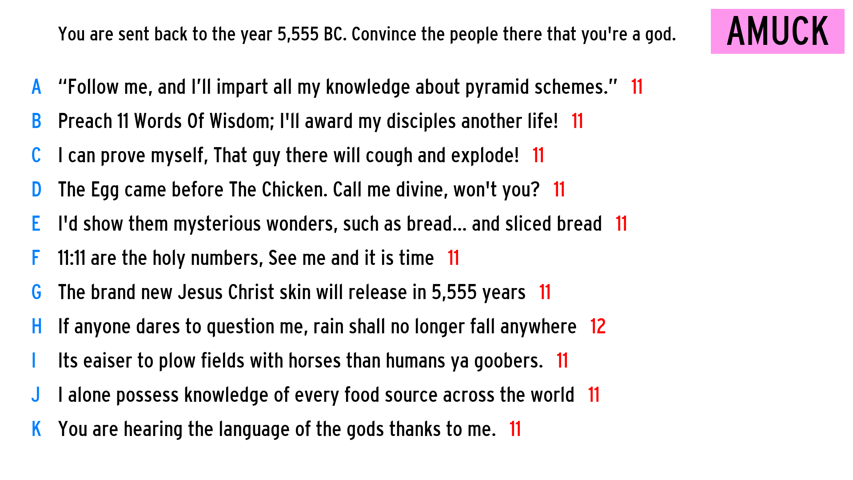 You are sent back to the year 5,555 BC. Convince the people there that you're a god.
AMUCK
A “Follow me, and I’ll impart all my knowledge about pyramid schemes.” 11
B Preach 11 Words Of Wisdom; I'll award my disciples another life! 11
C I can prove myself, That guy there will cough and explode! 11
D The Egg came before The Chicken. Call me divine, won't you? 11
E I'd show them mysterious wonders, such as bread... and sliced bread 11
F 11:11 are the holy numbers, See me and it is time 11
G The brand new Jesus Christ skin will release in 5,555 years 11
H If anyone dares to question me, rain shall no longer fall anywhere 12
I Its eaiser to plow fields with horses than humans ya goobers. 11
J I alone possess knowledge of every food source across the world 11
K You are hearing the language of the gods thanks to me. 11